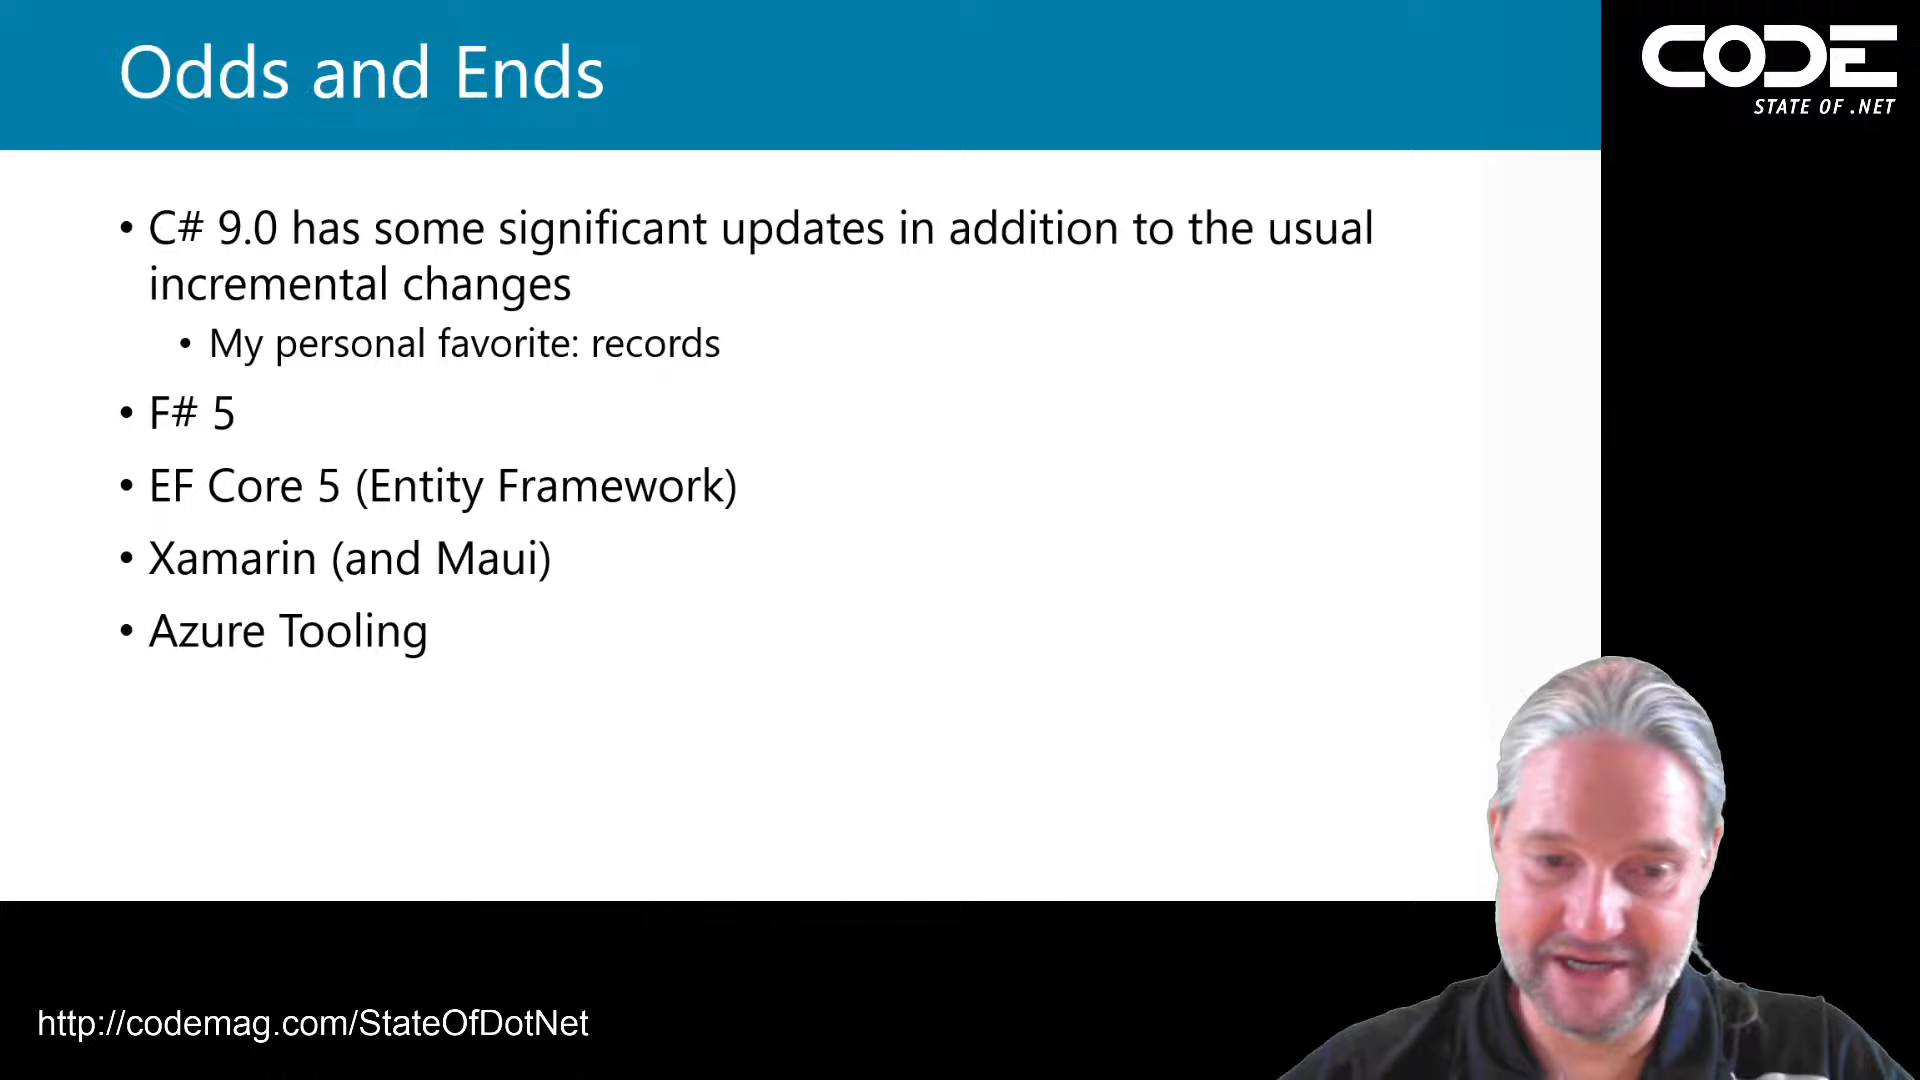 Odds and Ends
CODE
STATE OF .NET
• C# 9.0 has some significant updates in addition to the usual
incremental changes
• My personal favorite: records
• F# 5
• EF Core 5 (Entity Framework)
• Xamarin (and Maui)
• Azure Tooling
http://codemag.com/StateOfDotNet